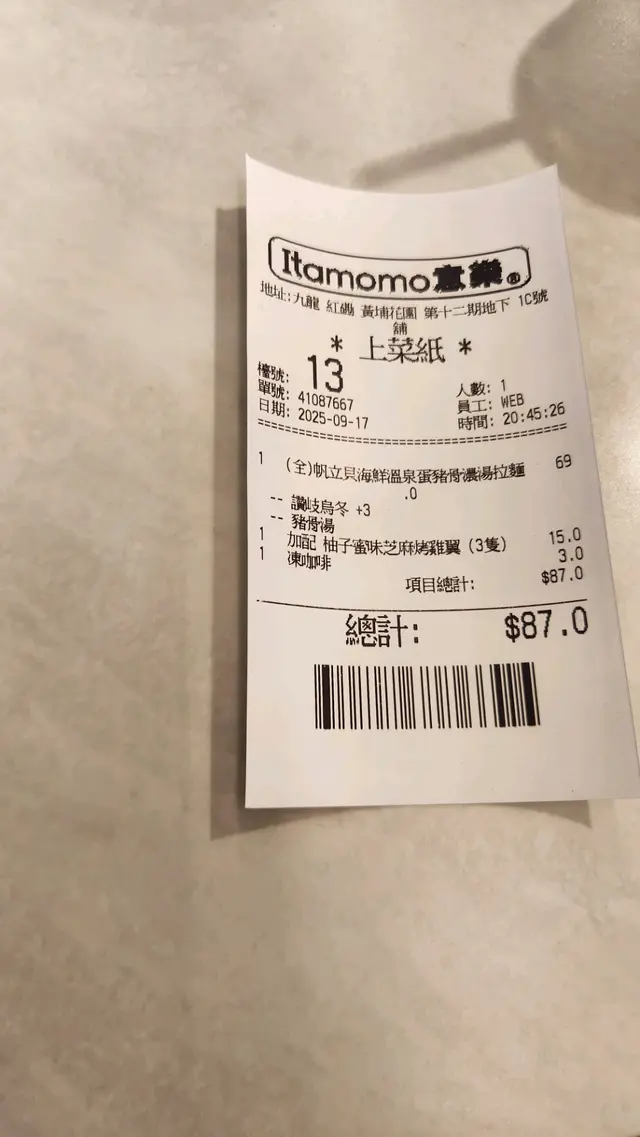 Itamomo意樂®
地址:九龍 紅磡 黃埔花園 第十二期地下 1C號
舖
* 上菜紙 *
檯號: 13
單號: 41087667 人數: 1
日期: 2025-09-17 員工: WEB
時間: 20:45:26
1 (全)帆立貝海鮮溫泉蛋豬骨濃湯拉麵 69
.0
-- 讚岐烏冬 +3
-- 豬骨湯
1 加配 柚子蜜味芝麻烤雞翼 (3隻) 15.0
1 凍咖啡 3.0
項目總計: $87.0
總計: $87.0